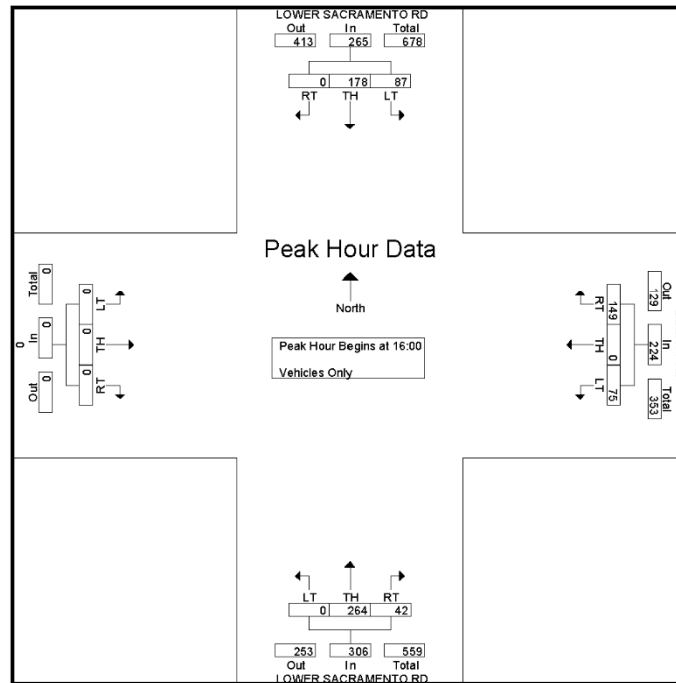 LOWER SACRAMENTO RD
Out In Total
413 265 678
0 178 87
RT TH LT
Peak Hour Data
North
Peak Hour Begins at 16:00
Vehicles Only
Total In Out
0 0 0
0
LT TH RT
0 0 0
RT TH LT
149 0 75
Out In Total
129 224 353
LT TH RT
0 264 42
253 306 559
Out In Total
LOWER SACRAMENTO RD